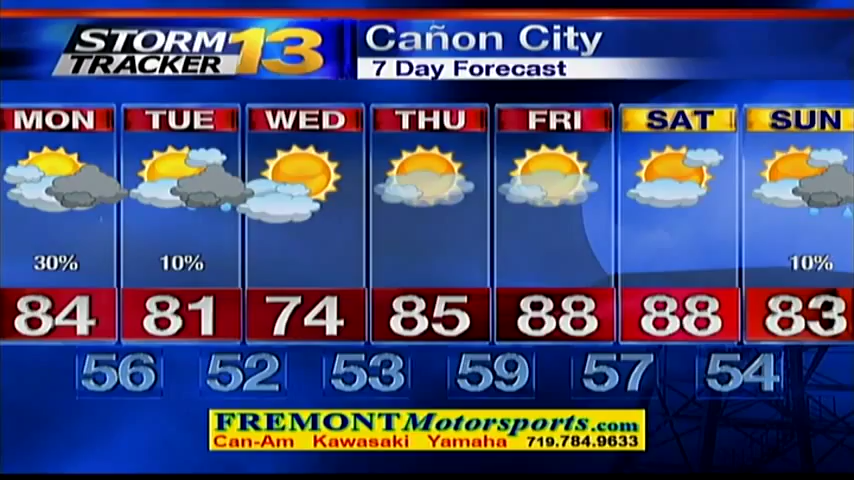 STORM
TRACKER 13
Cañon City
7 Day Forecast
MON TUE WED THU FRI SAT SUN
30% 10% 10%
84 81 74 85 88 88 83
56 52 53 59 57 54
FREMONT Motorsports.com
Can-Am Kawasaki Yamaha 719.784.9633